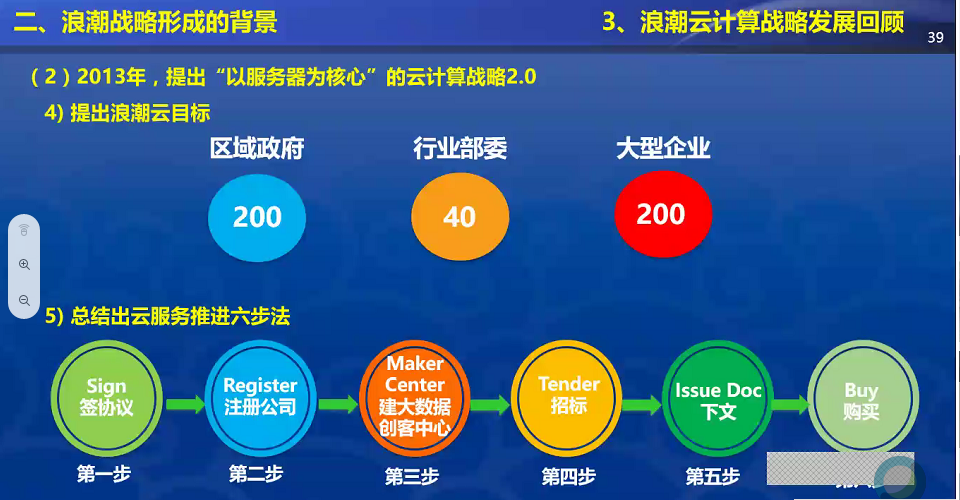 二、浪潮战略形成的背景
3、浪潮云计算战略发展回顾
39
（2）2013年，提出“以服务器为核心”的云计算战略2.0
4) 提出浪潮云目标
区域政府 行业部委 大型企业
200 40 200
5) 总结出云服务推进六步法
Sign
签协议
Register
注册公司
Maker
Center
建大数据
创客中心
Tender
招标
Issue Doc
下文
Buy
购买
第一步 第二步 第三步 第四步 第五步